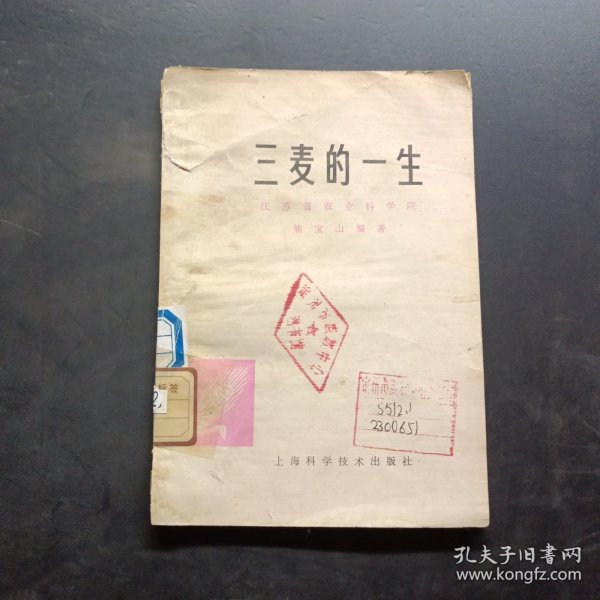 三麦的一生
江苏省农业科学院
熊宝山编著
标签
S512.1
2300651
上海科学技术出版社
孔夫子旧书网
www.kongfz.com